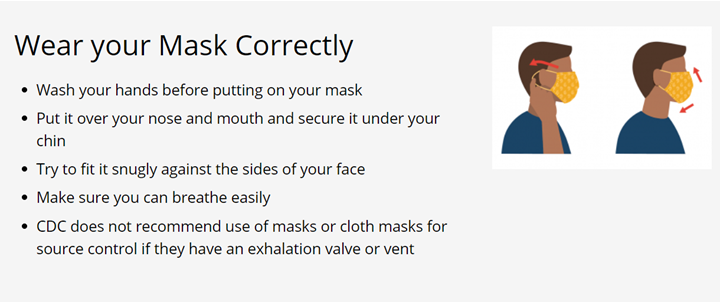 Wear your Mask Correctly
• Wash your hands before putting on your mask
• Put it over your nose and mouth and secure it under your
chin
• Try to fit it snugly against the sides of your face
• Make sure you can breathe easily
• CDC does not recommend use of masks or cloth masks for
source control if they have an exhalation valve or vent